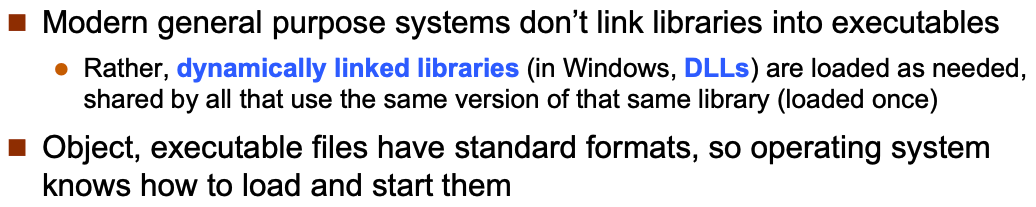 Modern general purpose systems don’t link libraries into executables
Rather, dynamically linked libraries (in Windows, DLLs) are loaded as needed,
shared by all that use the same version of that same library (loaded once)
Object, executable files have standard formats, so operating system
knows how to load and start them